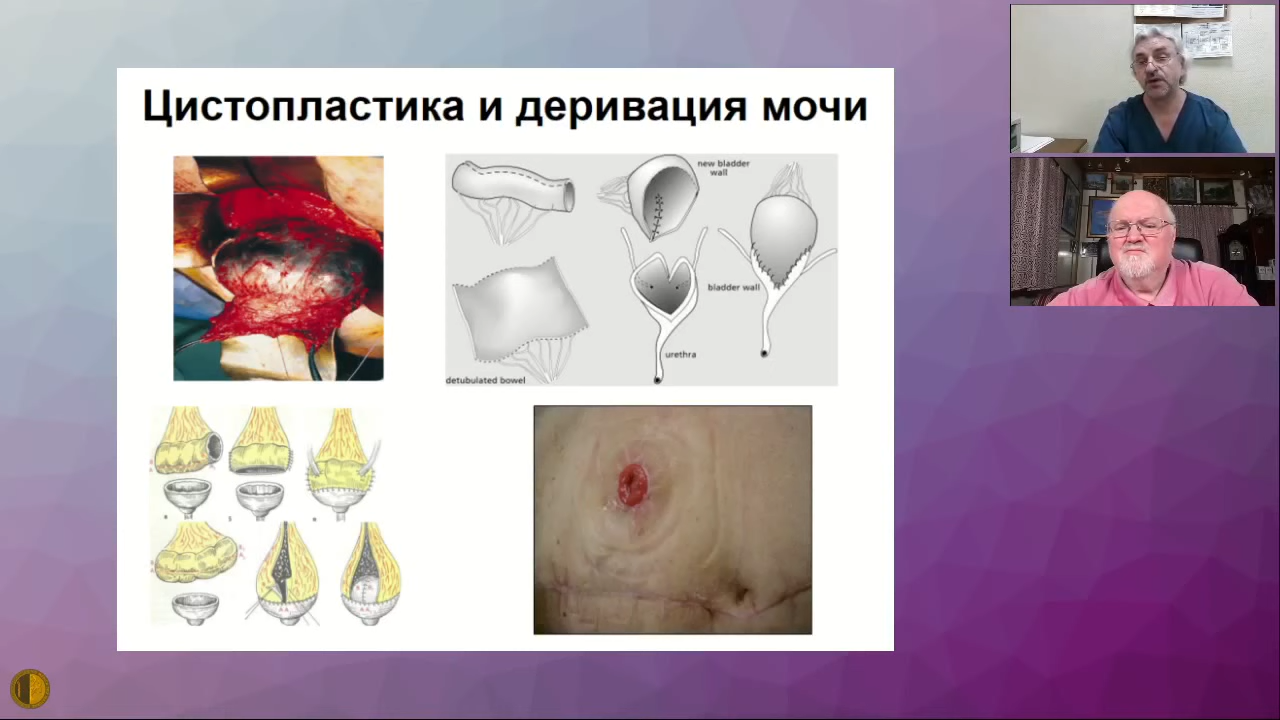 Цистопластика и деривация мочи
new bladder
wall
bladder wall
urethra
detubulated bowel